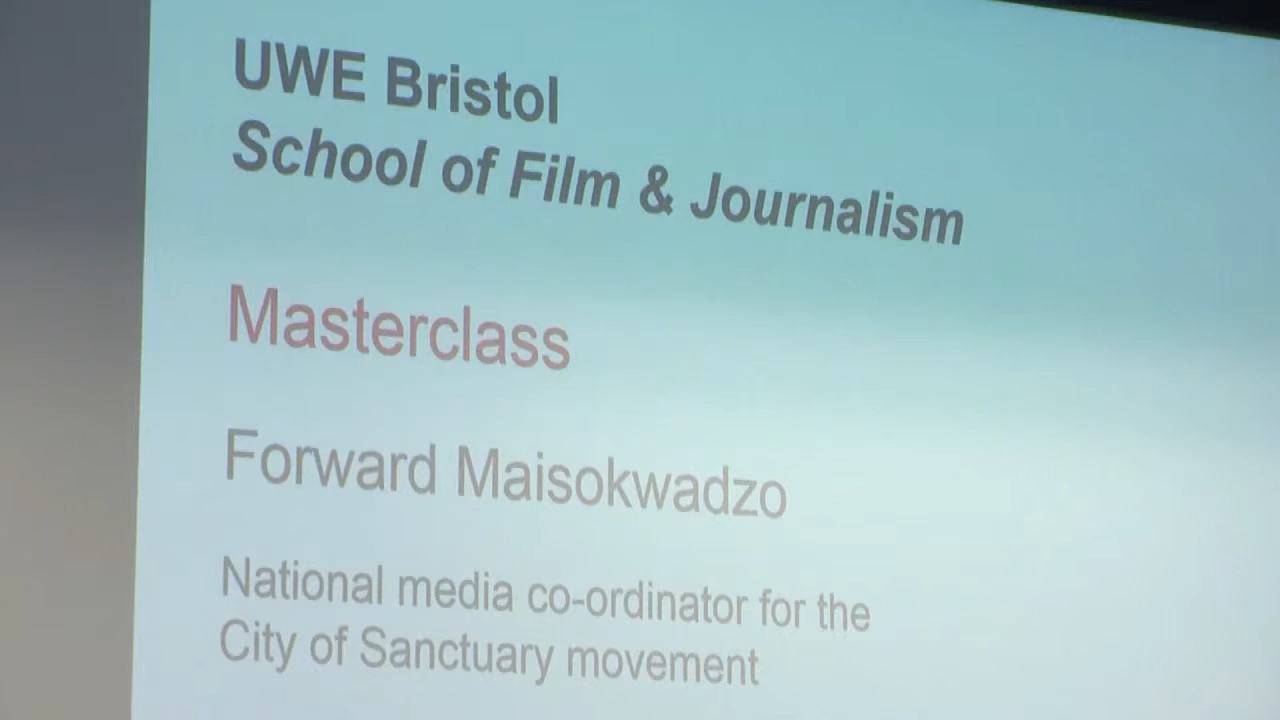 UWE Bristol
School of Film & Journalism
Masterclass
Forward Maisokwadzo
National media co-ordinator for the
City of Sanctuary movement